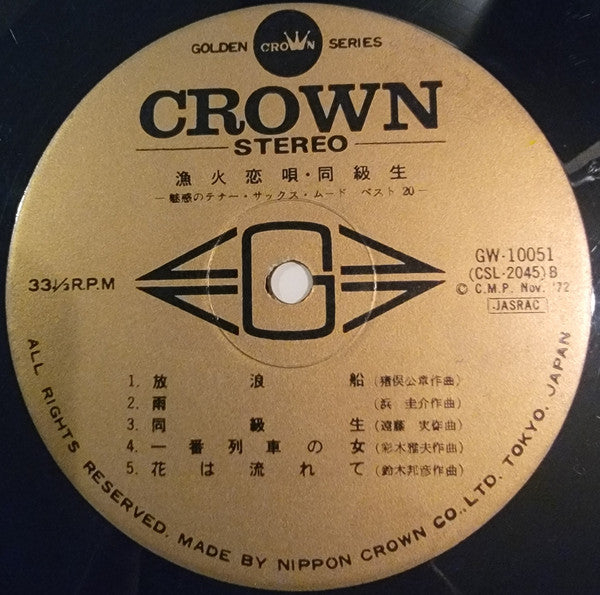 GOLDEN CROWN SERIES
CROWN
STEREO
漁火恋唄・同級生
—魅惑のテナー・サックス・ムード ベスト20—
G
33⅓R.P.M
GW-10051
(CSL-2045)B
© C.M.P. Nov. '72
JASRAC
1. 放浪船(猪俣公章作曲)
2. 雨(浜圭介作曲)
3. 同級生(遠藤実作曲)
4. 一番列車の女(彩木雅夫作曲)
5. 花は流れて(鈴木邦彦作曲)
ALL RIGHTS RESERVED. MADE BY NIPPON CROWN CO.,LTD. TOKYO, JAPAN